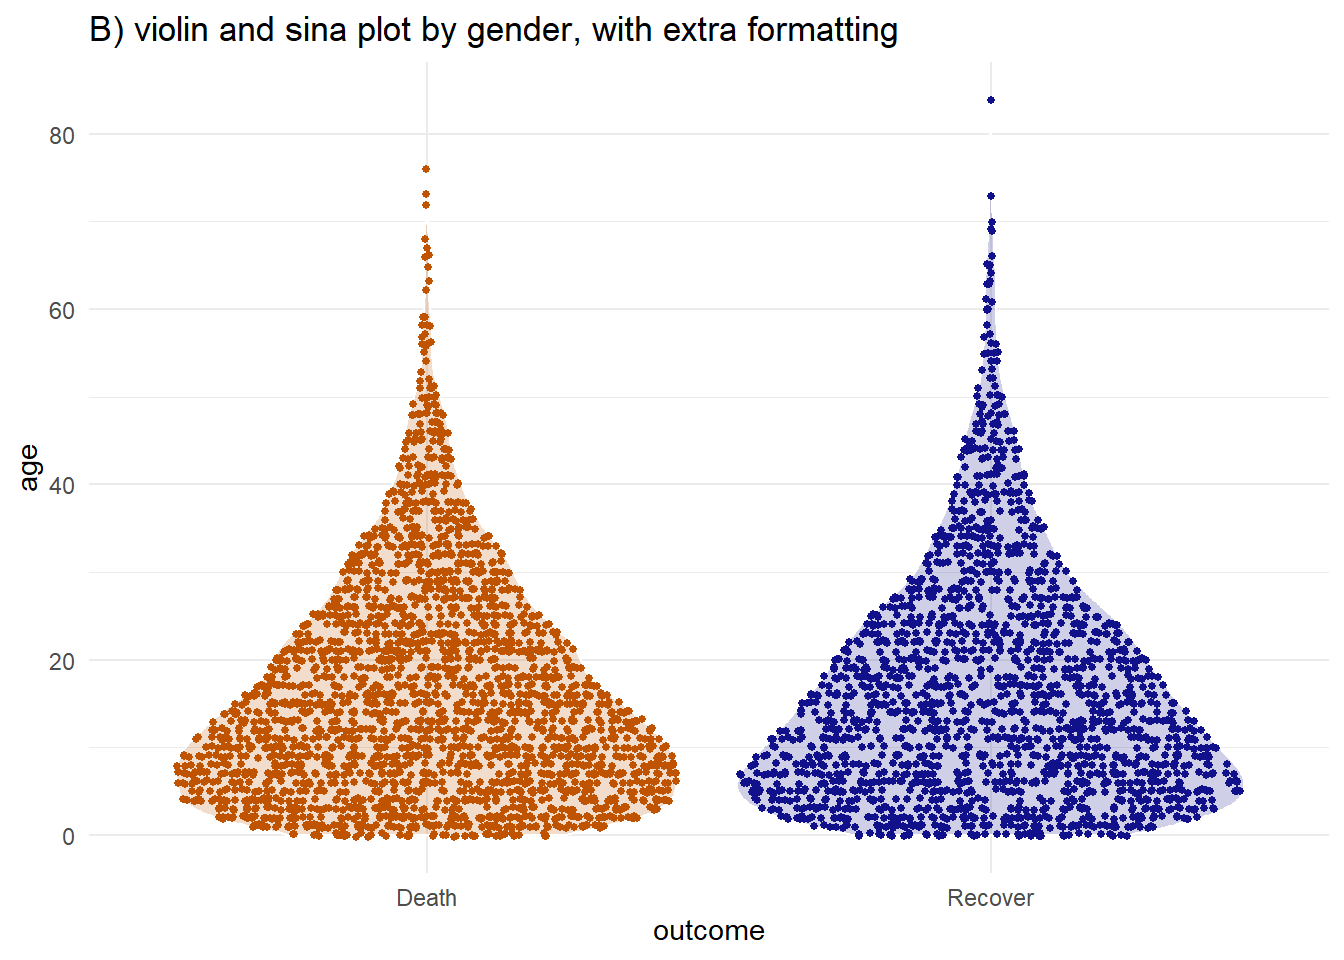 B) violin and sina plot by gender, with extra formatting
80
60
40
20
0
age
Death
Recover
outcome